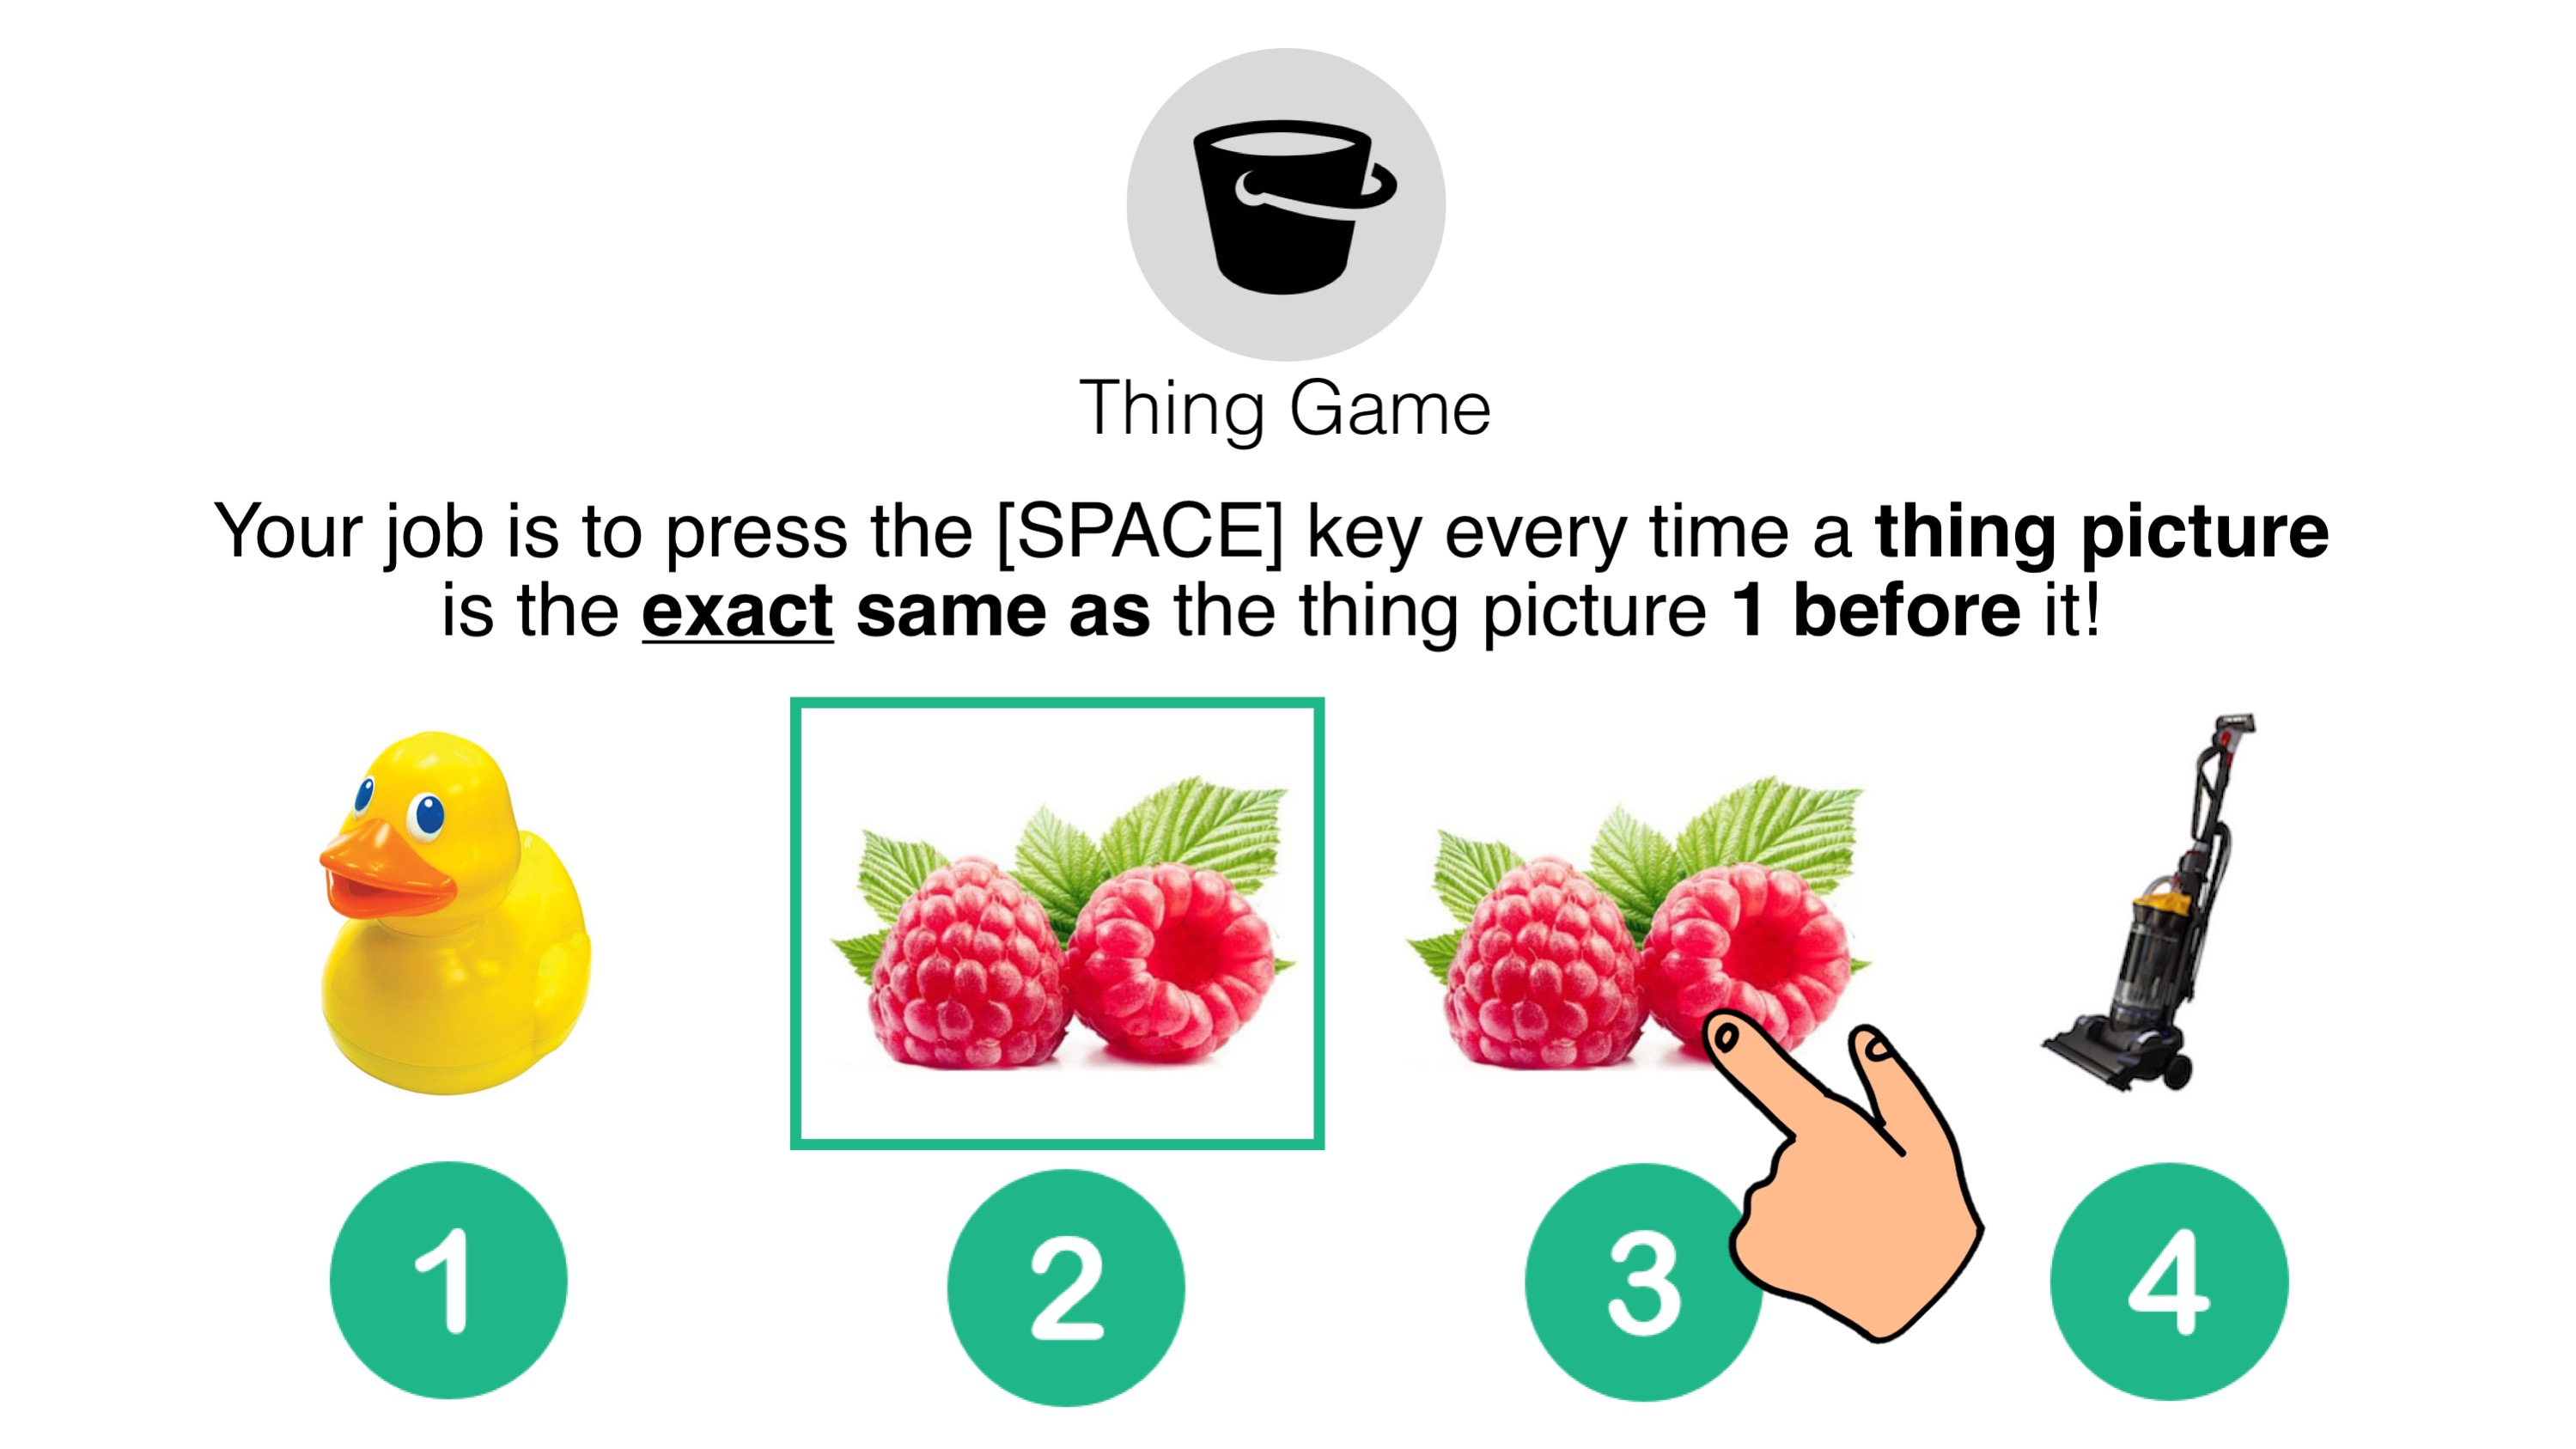 Thing Game
Your job is to press the [SPACE] key every time a thing picture
is the exact same as the thing picture 1 before it!
1 2 3 4